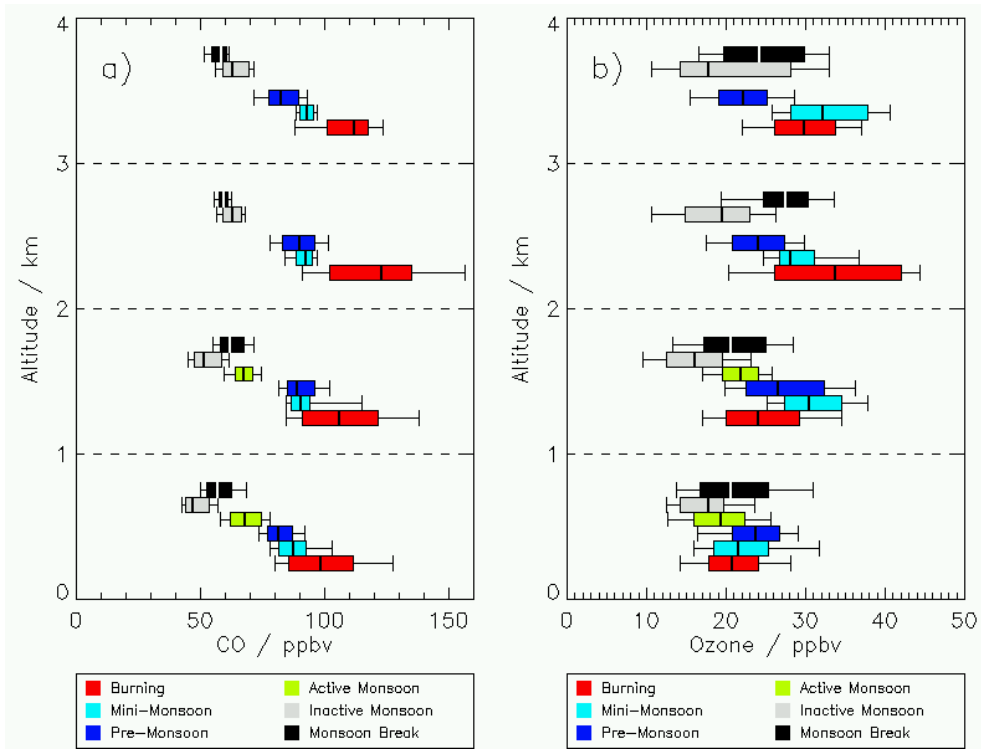 a)
4
3
2
1
0
Altitude / km
0 50 100 150
CO / ppbv
Burning Active Monsoon
Mini-Monsoon Inactive Monsoon
Pre-Monsoon Monsoon Break
b)
4
3
2
1
0
Altitude / km
0 10 20 30 40 50
Ozone / ppbv
Burning Active Monsoon
Mini-Monsoon Inactive Monsoon
Pre-Monsoon Monsoon Break